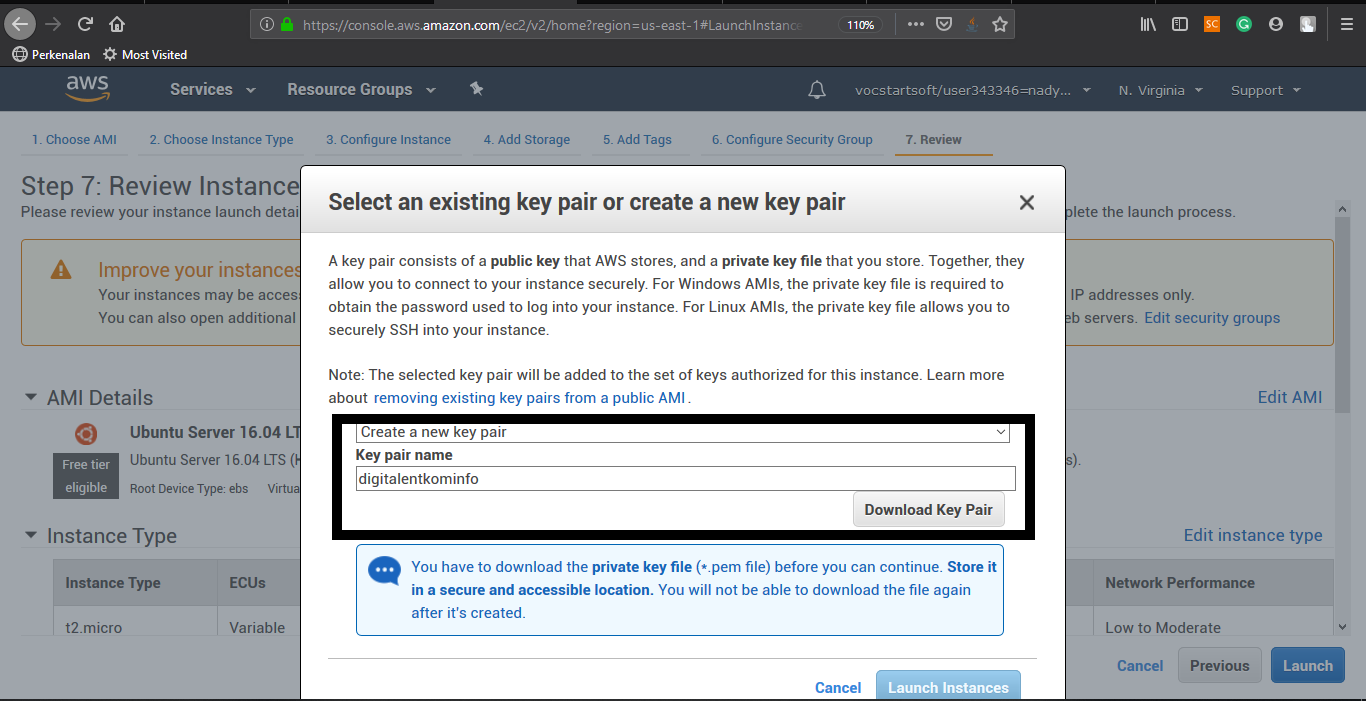 https://console.aws.amazon.com/ec2/v2/home?region=us-east-1#LaunchInstance
110%
SC
Perkenalan
Most Visited
aws
Services
Resource Groups
vocstartsoft/user343346=nady...
N. Virginia
Support
1. Choose AMI
2. Choose Instance Type
3. Configure Instance
4. Add Storage
5. Add Tags
6. Configure Security Group
7. Review
Step 7: Review Instance
Please review your instance launch detai
plete the launch process.
Improve your instances
Your instances may be acces
IP addresses only.
You can also open additional
eb servers. Edit security groups
AMI Details
Edit AMI
Ubuntu Server 16.04 LT
Free tier
eligible
Ubuntu Server 16.04 LTS (H
s).
Root Device Type: ebs
Virtua
Instance Type
Edit instance type
Instance Type
ECUs
Network Performance
t2.micro
Variable
Low to Moderate
Cancel
Previous
Launch
Select an existing key pair or create a new key pair
A key pair consists of a public key that AWS stores, and a private key file that you store. Together, they
allow you to connect to your instance securely. For Windows AMIs, the private key file is required to
obtain the password used to log into your instance. For Linux AMIs, the private key file allows you to
securely SSH into your instance.
Note: The selected key pair will be added to the set of keys authorized for this instance. Learn more
about removing existing key pairs from a public AMI.
Create a new key pair
Key pair name
digitalentkominfo
Download Key Pair
You have to download the private key file (*.pem file) before you can continue. Store it
in a secure and accessible location. You will not be able to download the file again
after it's created.
Cancel
Launch Instances